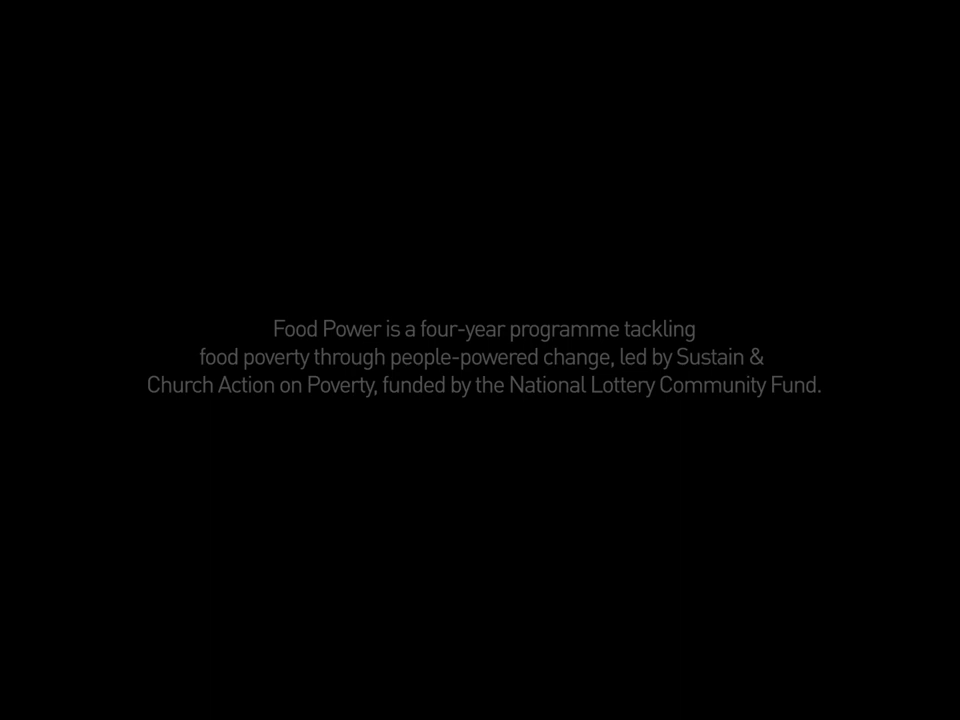 Food Power is a four-year programme tackling
food poverty through people-powered change, led by Sustain &
Church Action on Poverty, funded by the National Lottery Community Fund.